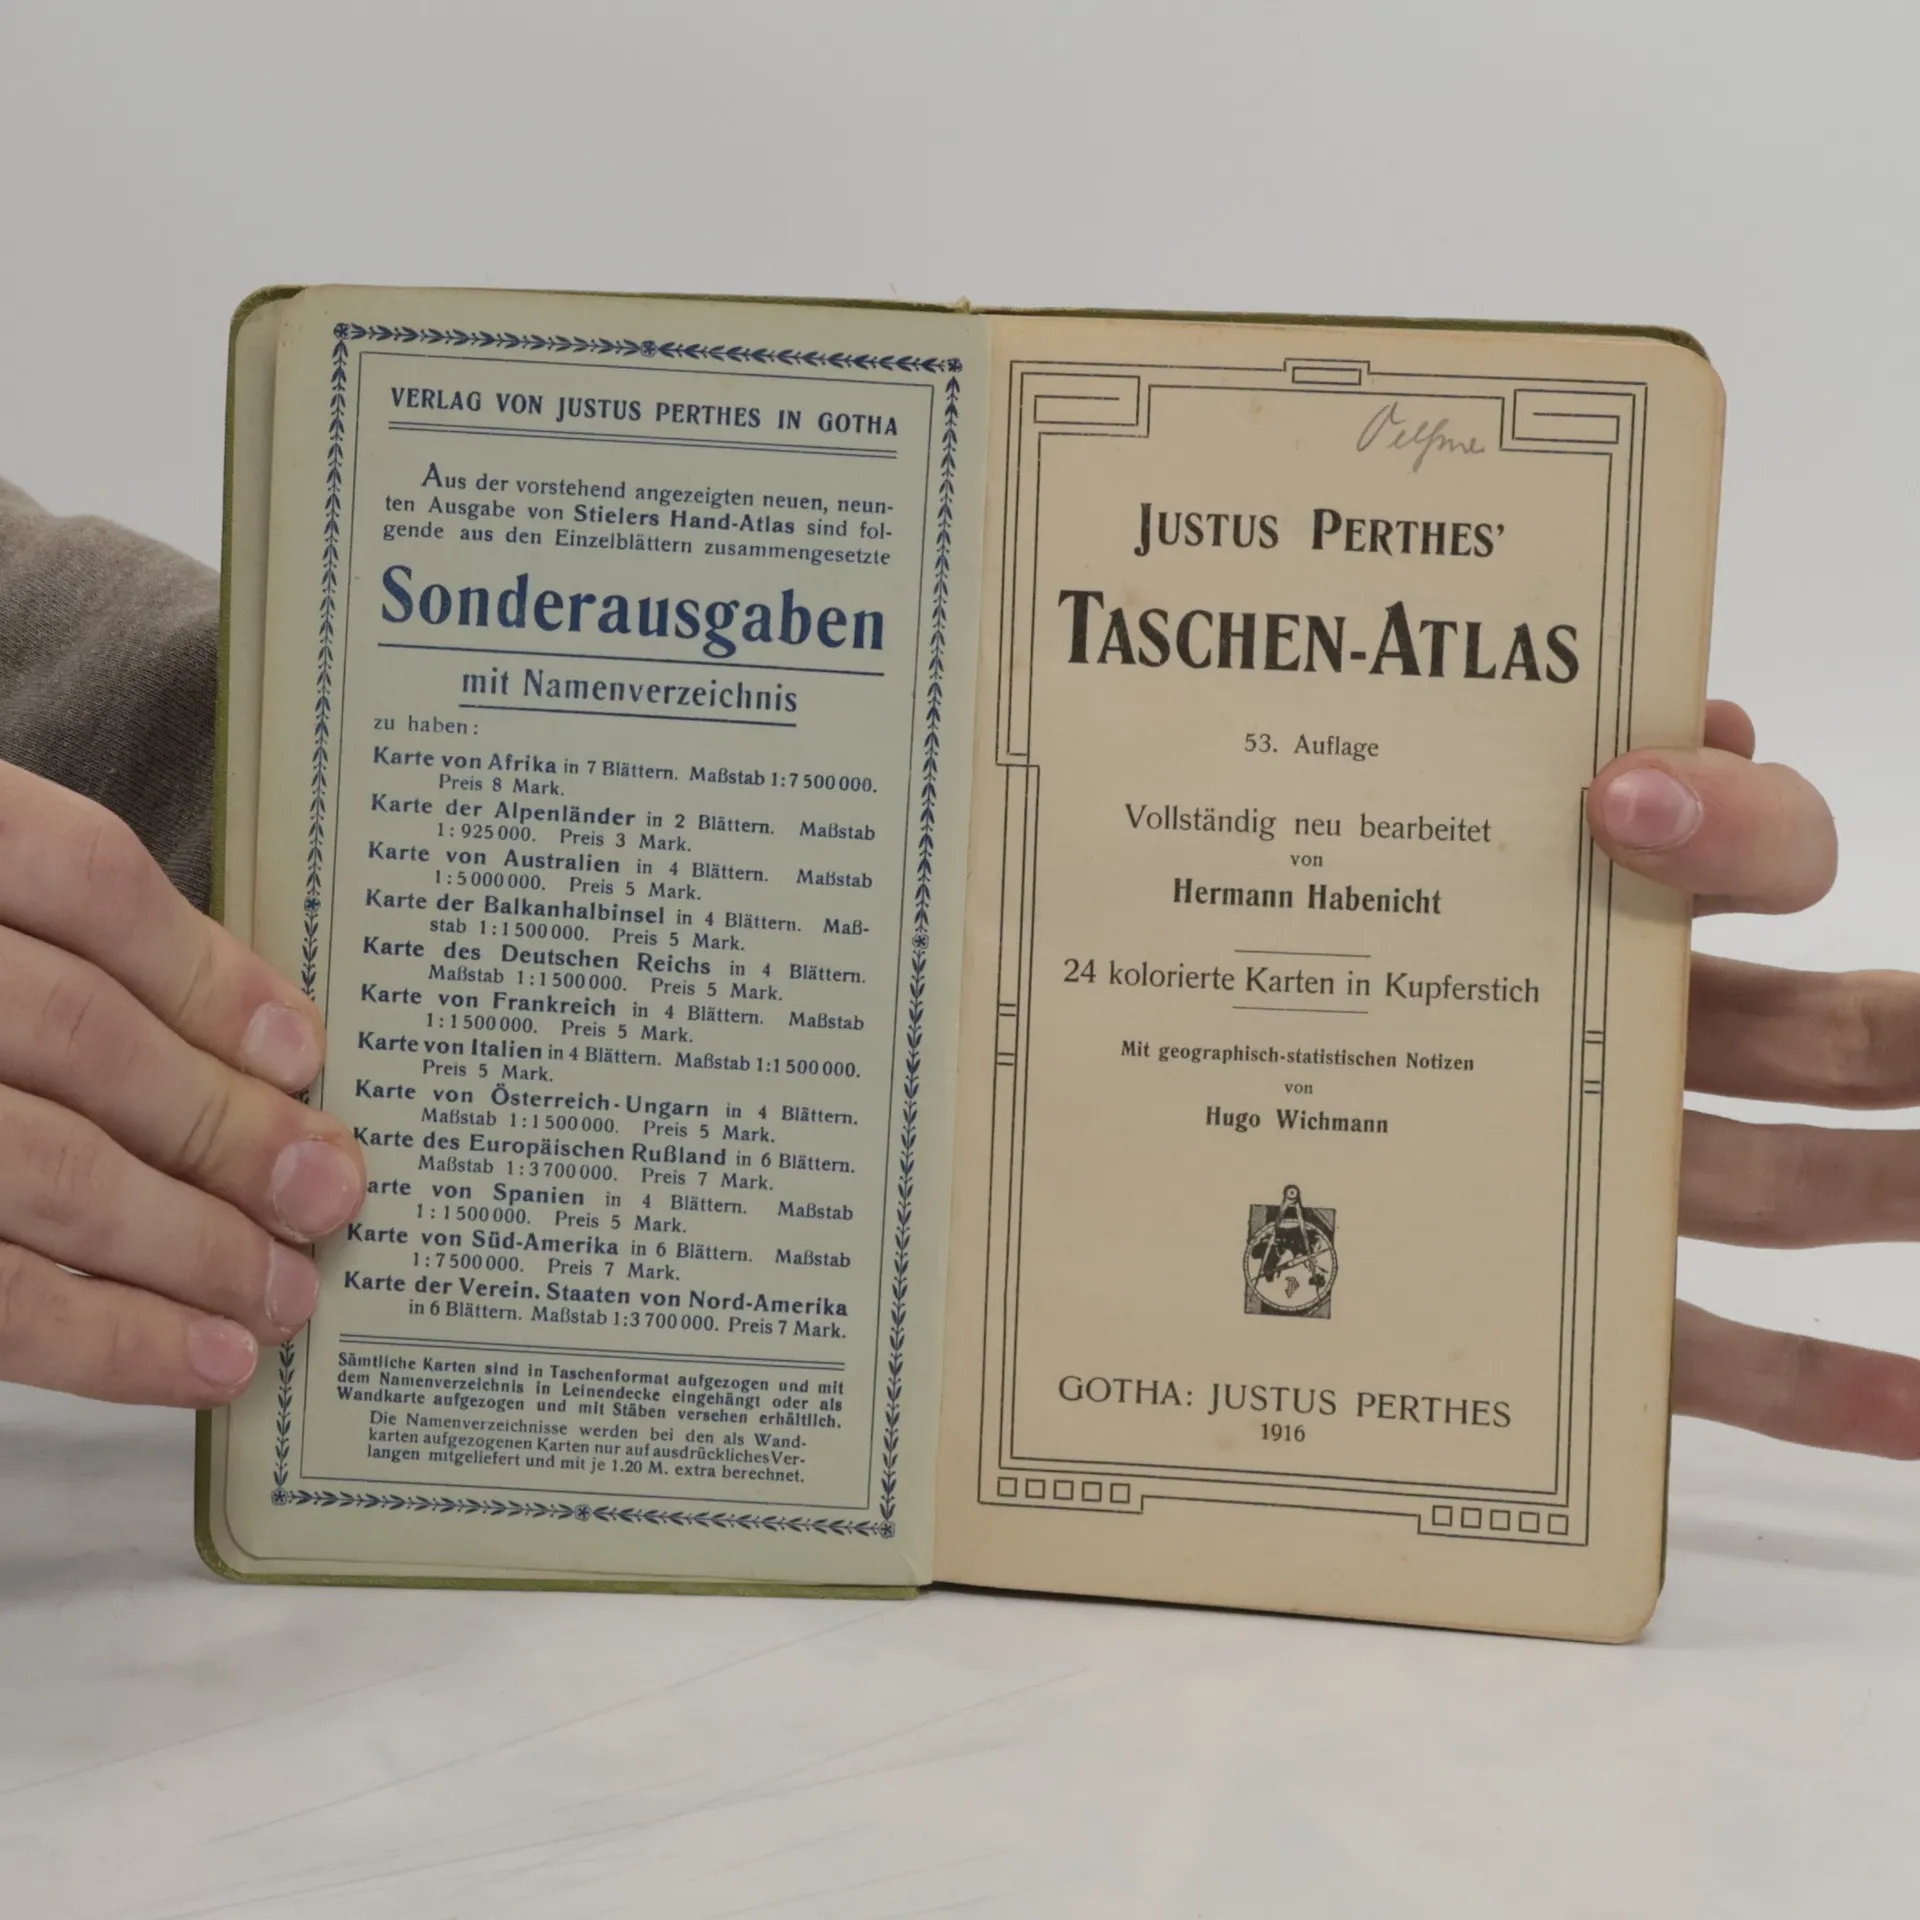 VERLAG VON JUSTUS PERTHES IN GOTHA
Aus der vorstehend angezeigten neuen, neun-
ten Ausgabe von Stielers Hand-Atlas sind fol-
gende aus den Einzelblättern zusammengesetzte
Sonderausgaben
mit Namenverzeichnis
zu haben:
Karte von Afrika in 7 Blättern. Maßstab 1:7 500 000.
Preis 8 Mark.
Karte der Alpenländer in 2 Blättern. Maßstab
1:925 000. Preis 3 Mark.
Karte von Australien in 4 Blättern. Maßstab
1:5 000 000. Preis 5 Mark.
Karte der Balkanhalbinsel in 4 Blättern. Maß-
stab 1:1 500 000. Preis 5 Mark.
Karte des Deutschen Reichs in 4 Blättern.
Maßstab 1:1 500 000. Preis 5 Mark.
Karte von Frankreich in 4 Blättern. Maßstab
1:1 500 000. Preis 5 Mark.
Karte von Italien in 4 Blättern. Maßstab 1:1 500 000.
Preis 5 Mark.
Karte von Österreich-Ungarn in 4 Blättern.
Maßstab 1:1 500 000. Preis 5 Mark.
Karte des Europäischen Rußland in 6 Blättern.
Maßstab 1:3 700 000. Preis 7 Mark.
arte von Spanien in 4 Blättern. Maßstab
1:1 500 000. Preis 5 Mark.
Karte von Süd-Amerika in 6 Blättern. Maßstab
1:7 500 000. Preis 7 Mark.
Karte der Verein. Staaten von Nord-Amerika
in 6 Blättern. Maßstab 1:3 700 000. Preis 7 Mark.
Sämtliche Karten sind in Taschenformat aufgezogen und mit
dem Namenverzeichnis in Leinendecke eingehängt oder als
Wandkarte aufgezogen und mit Stäben versehen erhältlich.
Die Namenverzeichnisse werden bei den als Wand-
karten aufgezogenen Karten nur auf ausdrückliches Ver-
langen mitgeliefert und mit je 1.20 M. extra berechnet.
JUSTUS PERTHES'
TASCHEN-ATLAS
53. Auflage
Vollständig neu bearbeitet
von
Hermann Habenicht
24 kolorierte Karten in Kupferstich
Mit geographisch-statistischen Notizen
von
Hugo Wichmann
GOTHA: JUSTUS PERTHES
1916